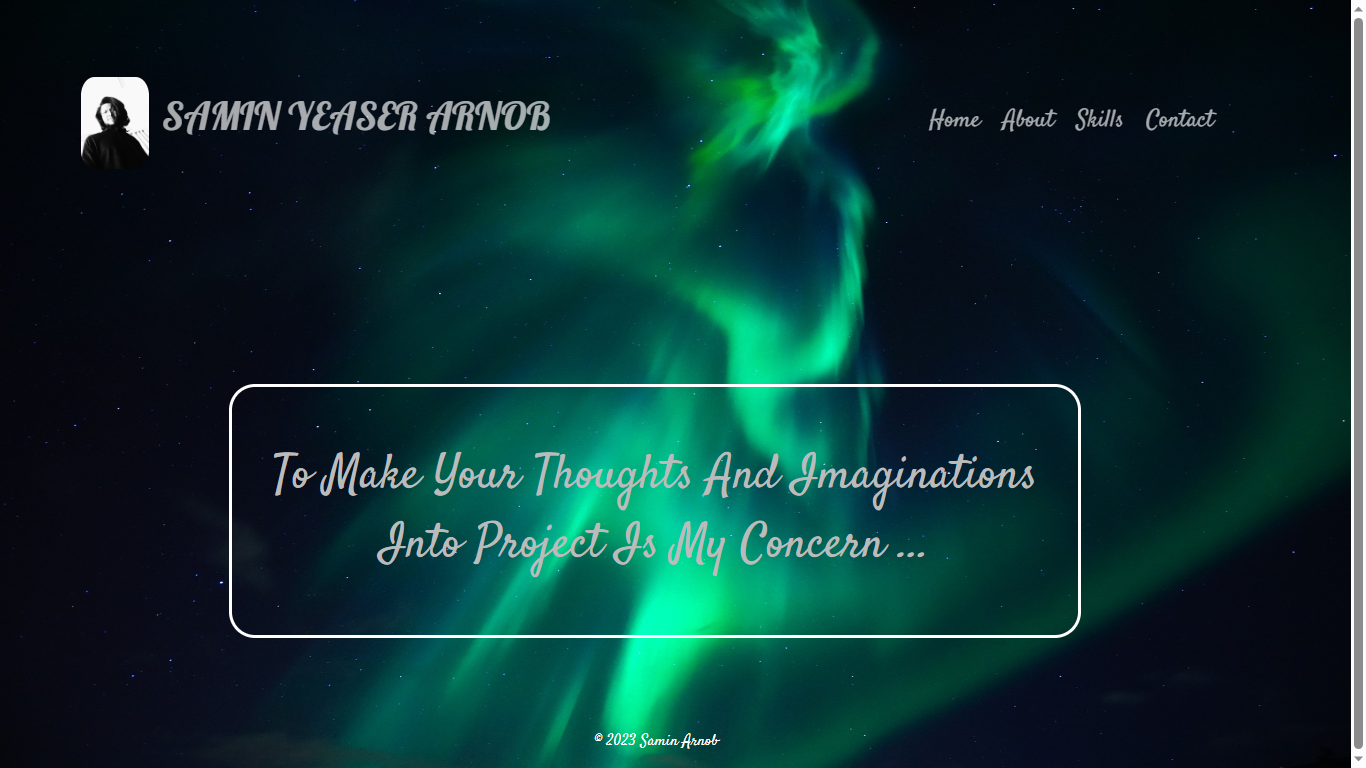 SAMIN YEASER ARNOB
Home About Skills Contact
To Make Your Thoughts And Imaginations
Into Project Is My Concern ...
© 2023 Samin Arnob